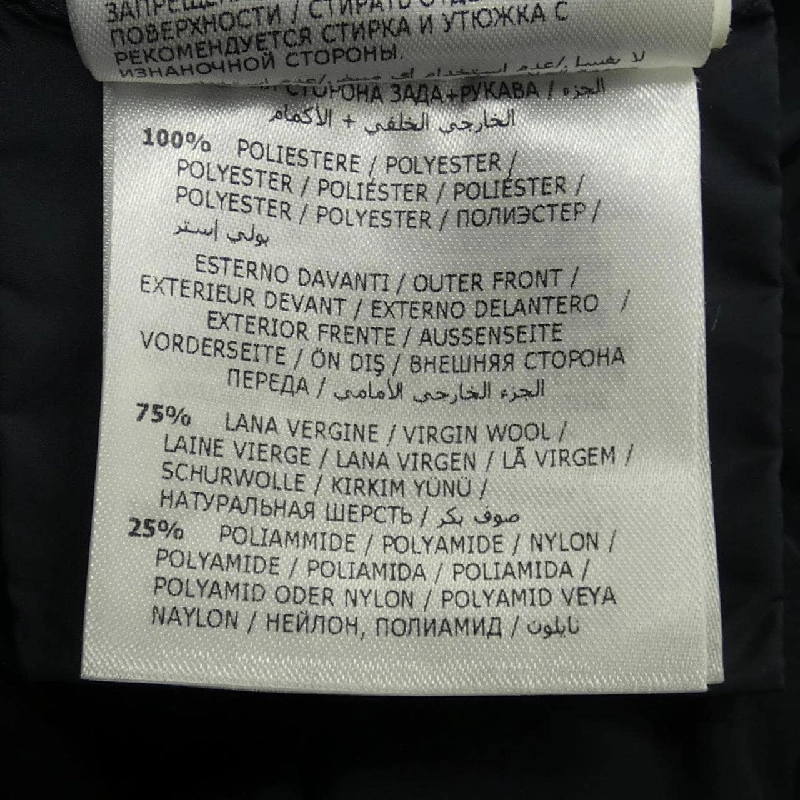 ПОВЕРХНОСТИ / СТИРАТЬ
РЕКОМЕНДУЕТСЯ СТИРКА И УТЮЖКА С
ИЗНАНОЧНОЙ СТОРОНЫ.
СТОРОНА ЗАДА+РУКАВА / الجزء
الخارجي الخلفي + الأكمام
100% POLIESTERE / POLYESTER /
POLYESTER / POLIÉSTER / POLIÉSTER /
POLYESTER / POLYESTER / ПОЛИЭСТЕР /
بولي إستر
ESTERNO DAVANTI / OUTER FRONT /
EXTERIEUR DEVANT / EXTERNO DELANTERO /
EXTERIOR FRENTE / AUSSENSEITE
VORDERSEITE / ÖN DIŞ / ВНЕШНЯЯ СТОРОНА
ПЕРЕДА / الجزء الخارجي الأمامي
75% LANA VERGINE / VIRGIN WOOL /
LAINE VIERGE / LANA VIRGEN / LÃ VIRGEM /
SCHURWOLLE / KIRKIM YÜNÜ /
НАТУРАЛЬНАЯ ШЕРСТЬ / صوف بكر
25% POLIAMMIDE / POLYAMIDE / NYLON /
POLYAMIDE / POLIAMIDA / POLIAMIDA /
POLYAMID ODER NYLON / POLYAMID VEYA
NAYLON / НЕЙЛОН, ПОЛИАМИД / نايلون